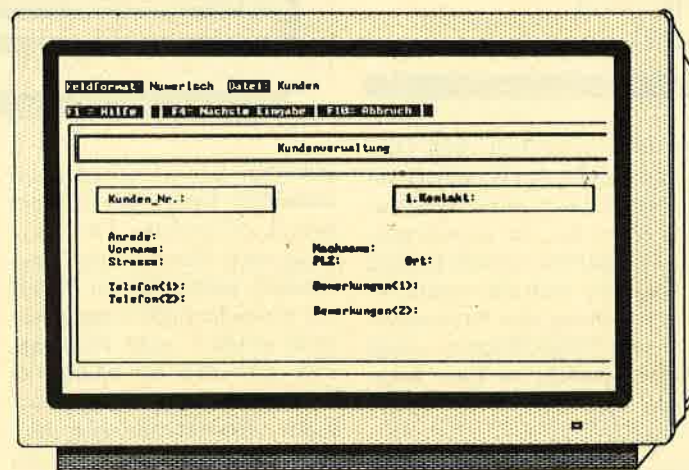 Feldformat: Numerisch Datei: Kunden
F1 = Hilfe F4= Nächste Eingabe F10= Abbruch
Kundenverwaltung
Kunden_Nr.: 1.Kontakt:
Anrede:
Vorname: Nachname:
Strasse: PLZ: Ort:
Telefon<1>: Bemerkungen<1>:
Telefon<2>:
Bemerkungen<2>: